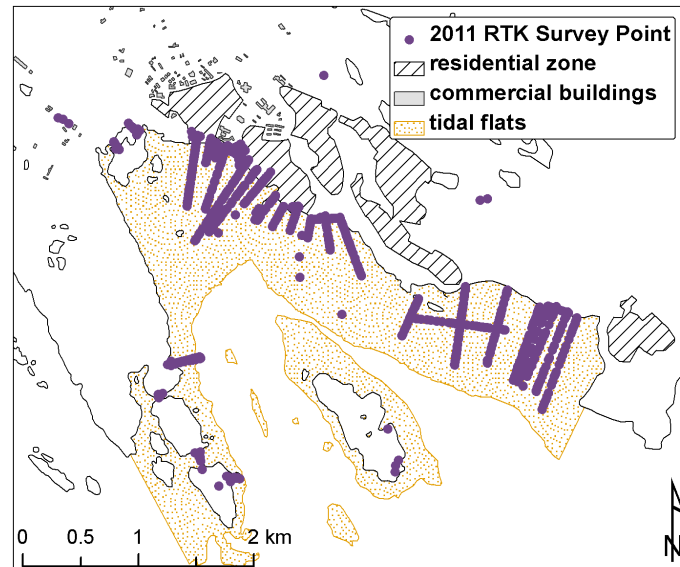 2011 RTK Survey Point
residential zone
commercial buildings
tidal flats
0 0.5 1 2 km
N